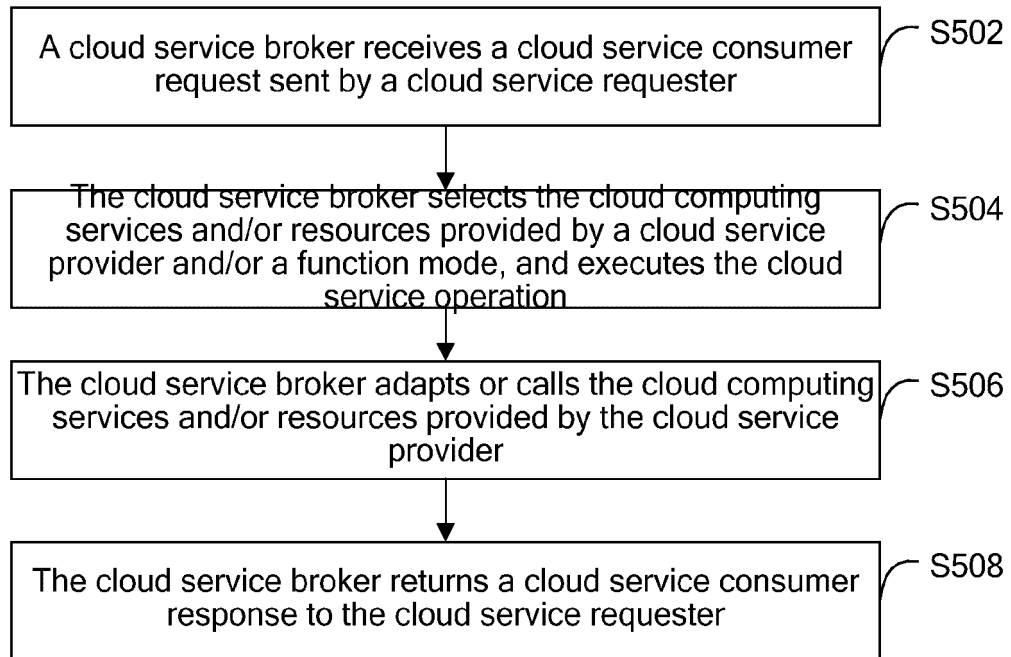 A cloud service broker receives a cloud service consumer
request sent by a cloud service requester
S502
The cloud service broker selects the cloud computing
services and/or resources provided by a cloud service
provider and/or a function mode, and executes the cloud
service operation
S504
The cloud service broker adapts or calls the cloud computing
services and/or resources provided by the cloud service
provider
S506
The cloud service broker returns a cloud service consumer
response to the cloud service requester
S508